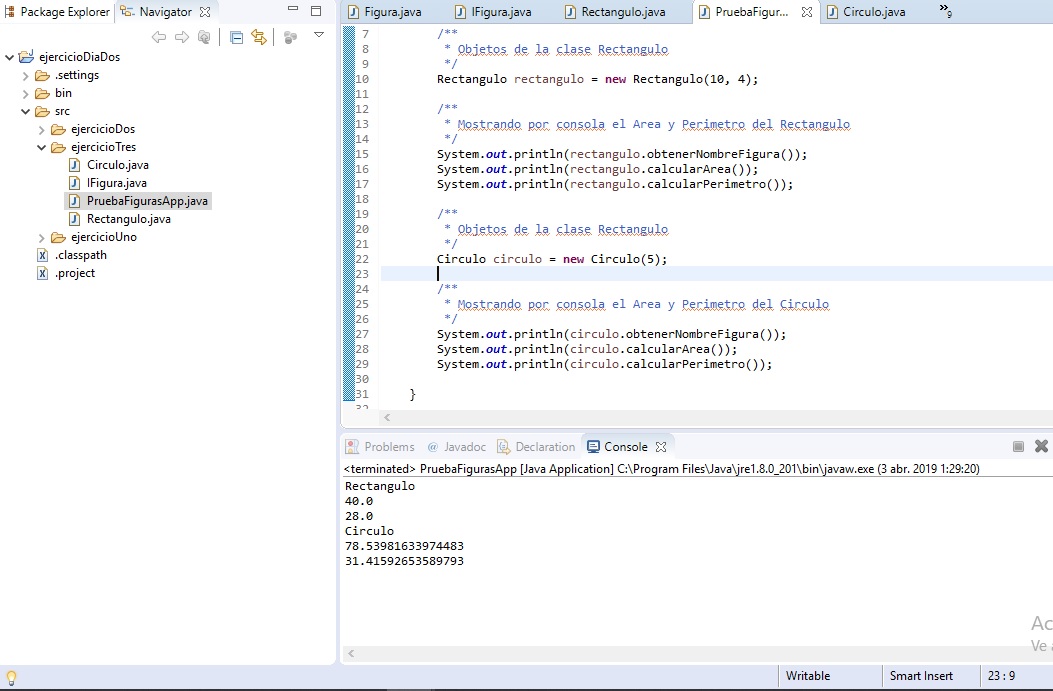 Package Explorer Navigator
ejercicioDiaDos
.settings
bin
src
ejercicioDos
ejercicioTres
Circulo.java
IFigura.java
PruebaFigurasApp.java
Rectangulo.java
ejercicioUno
.classpath
.project
Figura.java IFigura.java Rectangulo.java PruebaFigur... Circulo.java »9
7 /**
8 * Objetos de la clase Rectangulo
9 */
10 Rectangulo rectangulo = new Rectangulo(10, 4);
11
12 /**
13 * Mostrando por consola el Area y Perimetro del Rectangulo
14 */
15 System.out.println(rectangulo.obtenerNombreFigura());
16 System.out.println(rectangulo.calcularArea());
17 System.out.println(rectangulo.calcularPerimetro());
18
19 /**
20 * Objetos de la clase Rectangulo
21 */
22 Circulo circulo = new Circulo(5);
23
24 /**
25 * Mostrando por consola el Area y Perimetro del Circulo
26 */
27 System.out.println(circulo.obtenerNombreFigura());
28 System.out.println(circulo.calcularArea());
29 System.out.println(circulo.calcularPerimetro());
30
31 }
Problems @ Javadoc Declaration Console
<terminated> PruebaFigurasApp [Java Application] C:\Program Files\Java\jre1.8.0_201\bin\javaw.exe (3 abr. 2019 1:29:20)
Rectangulo
40.0
28.0
Circulo
78.53981633974483
31.41592653589793
Ac
Ve a
Writable Smart Insert 23 : 9